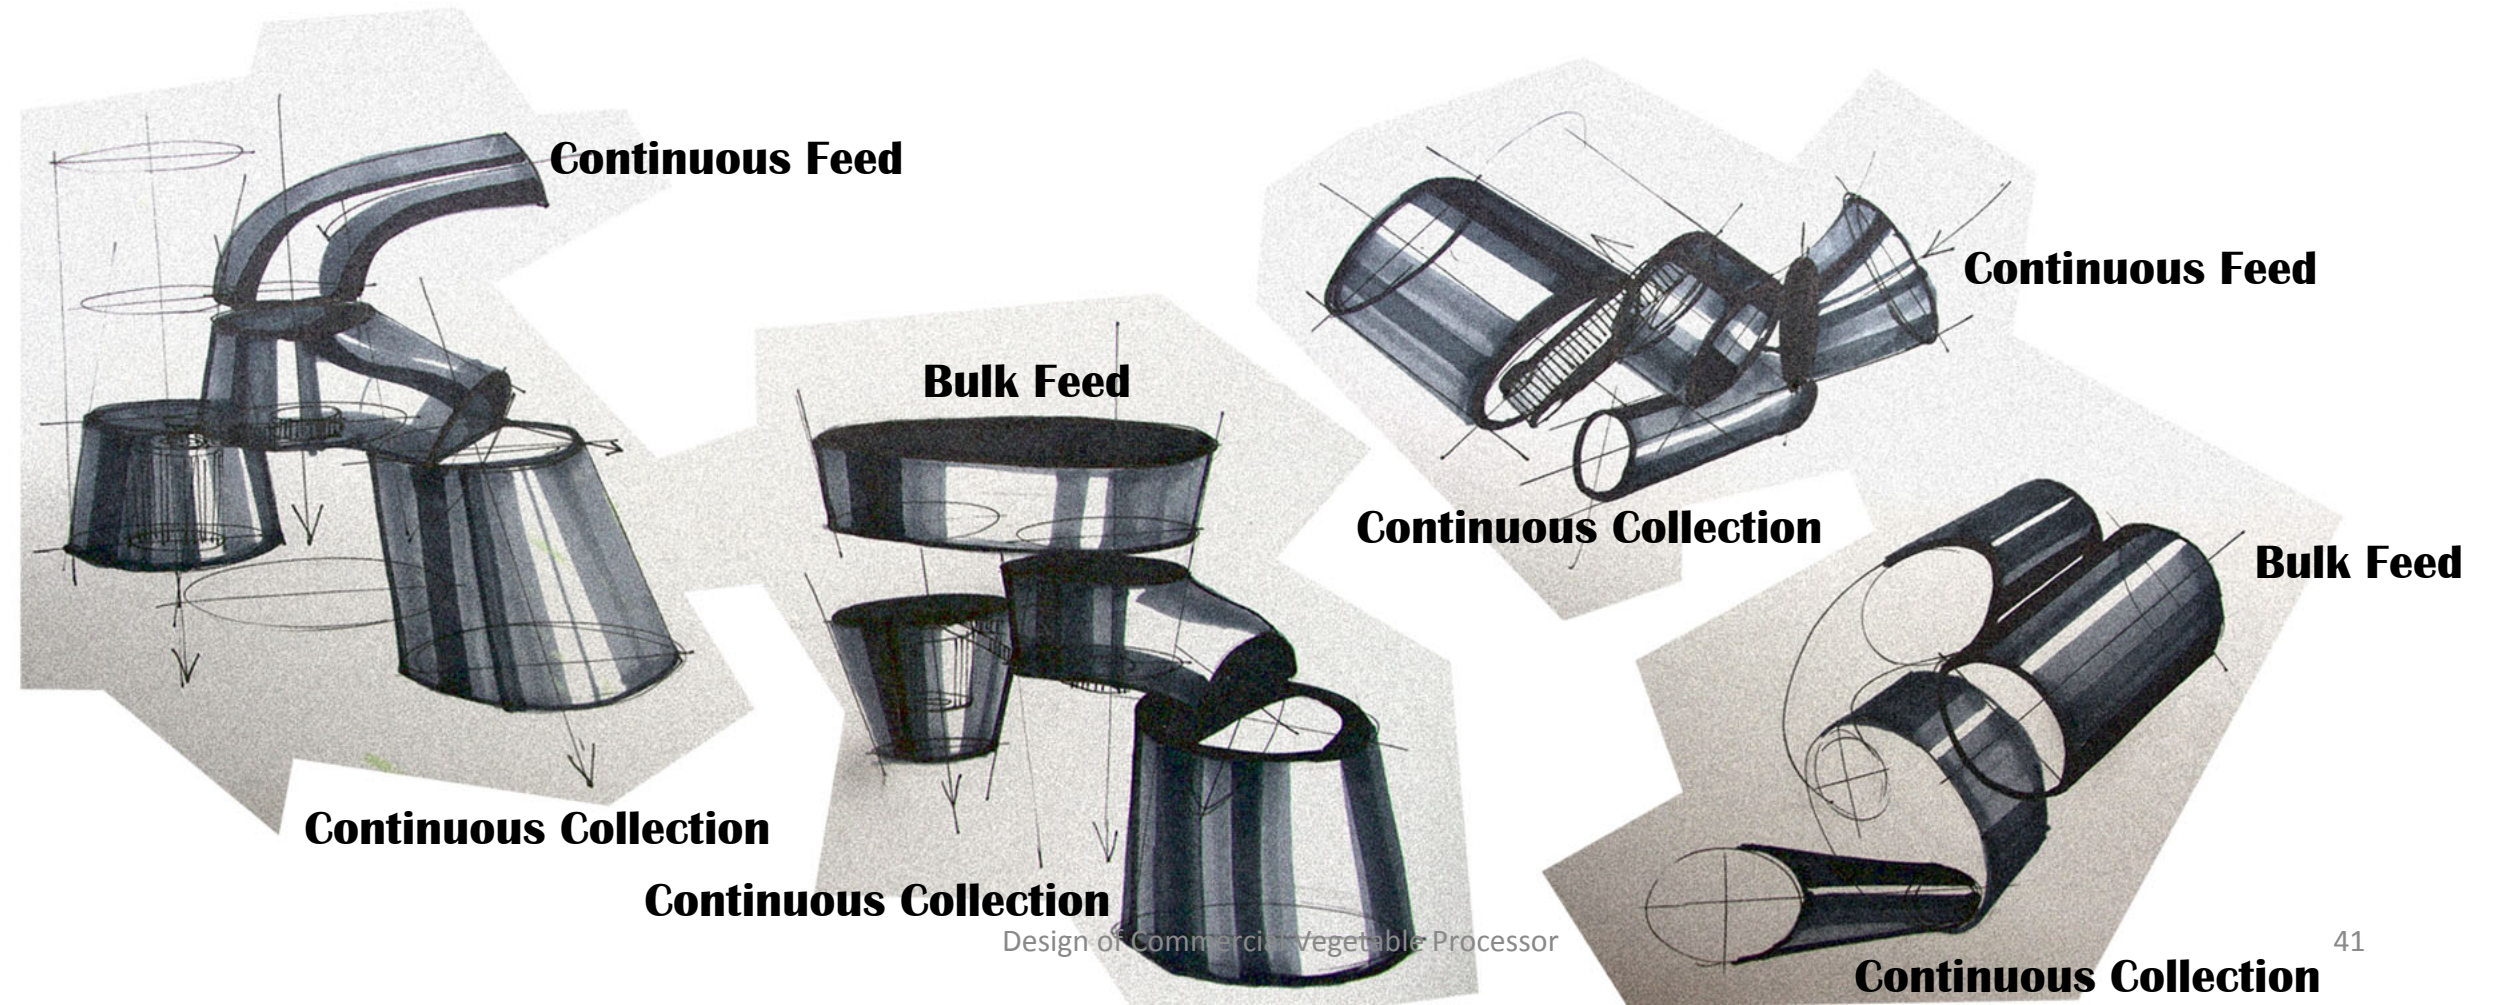 Continuous Feed
Continuous Feed
Bulk Feed
Continuous Collection
Bulk Feed
Continuous Collection
Continuous Collection
Design of Commercial Vegetable Processor
41
Continuous Collection